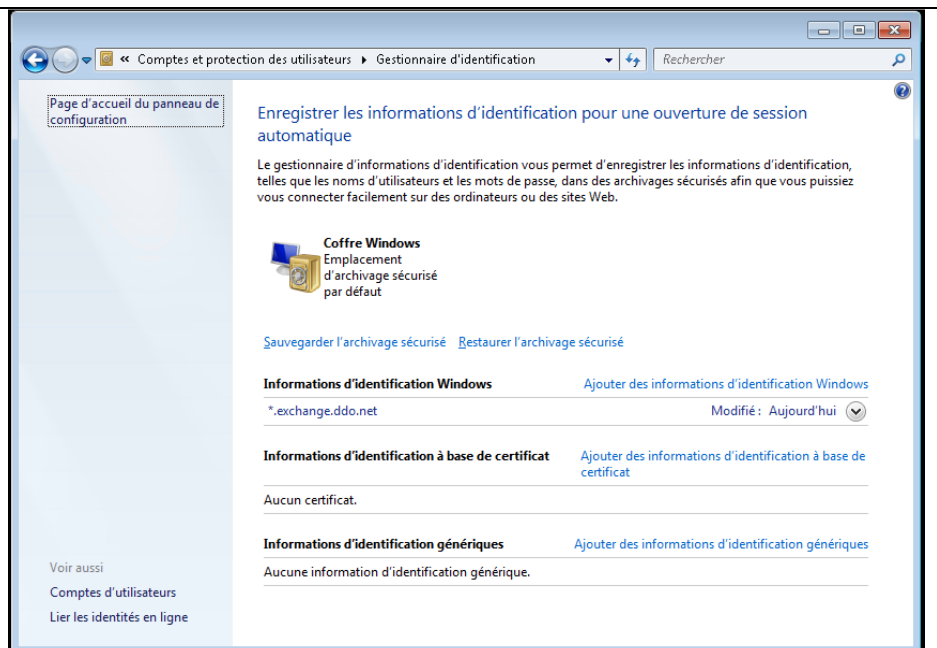 « Comptes et protection des utilisateurs ▸ Gestionnaire d'identification
Rechercher
Page d'accueil du panneau de
configuration
Enregistrer les informations d'identification pour une ouverture de session
automatique
Le gestionnaire d'informations d'identification vous permet d'enregistrer les informations d'identification,
telles que les noms d'utilisateurs et les mots de passe, dans des archivages sécurisés afin que vous puissiez
vous connecter facilement sur des ordinateurs ou des sites Web.
Coffre Windows
Emplacement
d'archivage sécurisé
par défaut
Sauvegarder l'archivage sécurisé Restaurer l'archivage sécurisé
Informations d'identification Windows Ajouter des informations d'identification Windows
*.exchange.ddo.net Modifié : Aujourd'hui
Informations d'identification à base de certificat Ajouter des informations d'identification à base de
certificat
Aucun certificat.
Informations d'identification génériques Ajouter des informations d'identification génériques
Aucune information d'identification générique.
Voir aussi
Comptes d'utilisateurs
Lier les identités en ligne